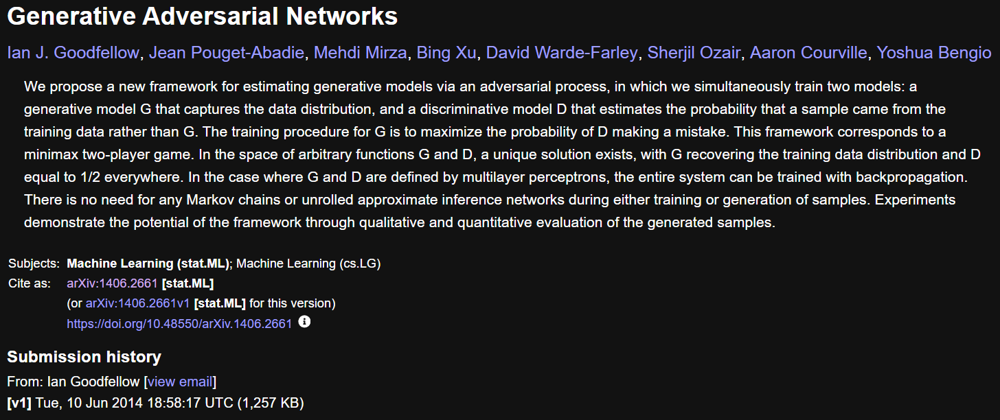 Generative Adversarial Networks
Ian J. Goodfellow, Jean Pouget-Abadie, Mehdi Mirza, Bing Xu, David Warde-Farley, Sherjil Ozair, Aaron Courville, Yoshua Bengio
We propose a new framework for estimating generative models via an adversarial process, in which we simultaneously train two models: a
generative model G that captures the data distribution, and a discriminative model D that estimates the probability that a sample came from the
training data rather than G. The training procedure for G is to maximize the probability of D making a mistake. This framework corresponds to a
minimax two-player game. In the space of arbitrary functions G and D, a unique solution exists, with G recovering the training data distribution and D
equal to 1/2 everywhere. In the case where G and D are defined by multilayer perceptrons, the entire system can be trained with backpropagation.
There is no need for any Markov chains or unrolled approximate inference networks during either training or generation of samples. Experiments
demonstrate the potential of the framework through qualitative and quantitative evaluation of the generated samples.
Subjects: Machine Learning (stat.ML); Machine Learning (cs.LG)
Cite as: arXiv:1406.2661 [stat.ML]
(or arXiv:1406.2661v1 [stat.ML] for this version)
https://doi.org/10.48550/arXiv.1406.2661
Submission history
From: Ian Goodfellow [view email]
[v1] Tue, 10 Jun 2014 18:58:17 UTC (1,257 KB)